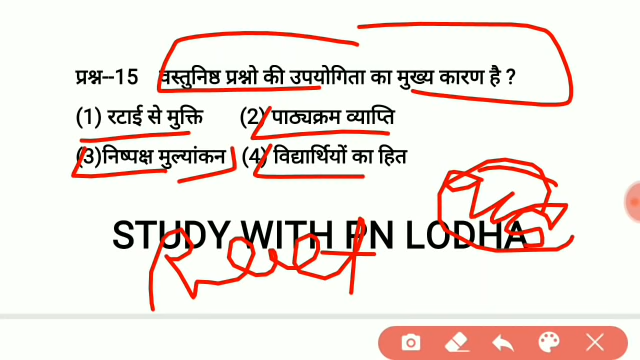 प्रश्न--15 वस्तुनिष्ठ प्रश्नो की उपयोगिता का मुख्य कारण है ?
(1) रटाई से मुक्ति (2) पाठ्यक्रम व्याप्ति
(3)निष्पक्ष मुल्यांकन (4) विद्यार्थियों का हित
STUDY WITH PN LODHA